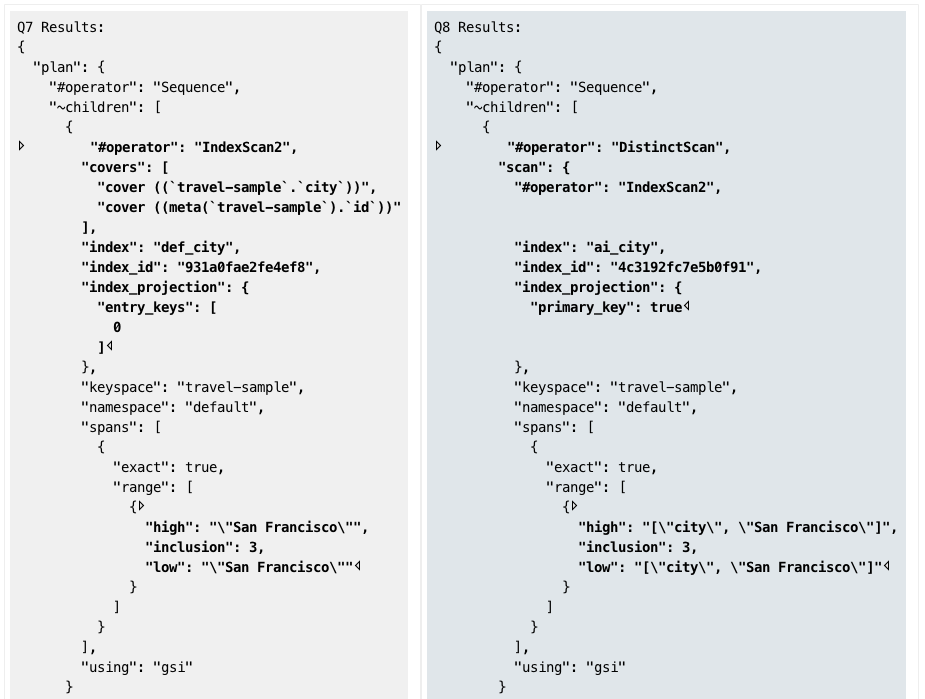 Q7 Results:
{
  "plan": {
    "#operator": "Sequence",
    "~children": [
      {
▷        "#operator": "IndexScan2",
        "covers": [
          "cover ((`travel-sample`.`city`))",
          "cover ((meta(`travel-sample`).`id`))"
        ],
        "index": "def_city",
        "index_id": "931a0fae2fe4ef8",
        "index_projection": {
          "entry_keys": [
            0
          ]◁
        },
        "keyspace": "travel-sample",
        "namespace": "default",
        "spans": [
          {
            "exact": true,
            "range": [
              {▷
                "high": "\"San Francisco\"",
                "inclusion": 3,
                "low": "\"San Francisco\""◁
              }
            ]
          }
        ],
        "using": "gsi"
      }
Q8 Results:
{
  "plan": {
    "#operator": "Sequence",
    "~children": [
      {
▷        "#operator": "DistinctScan",
        "scan": {
          "#operator": "IndexScan2",
          "index": "ai_city",
          "index_id": "4c3192fc7e5b0f91",
          "index_projection": {
            "primary_key": true◁
          },
          "keyspace": "travel-sample",
          "namespace": "default",
          "spans": [
            {
              "exact": true,
              "range": [
                {▷
                  "high": "[\"city\", \"San Francisco\"]",
                  "inclusion": 3,
                  "low": "[\"city\", \"San Francisco\"]"◁
                }
              ]
            }
          ],
          "using": "gsi"
        }